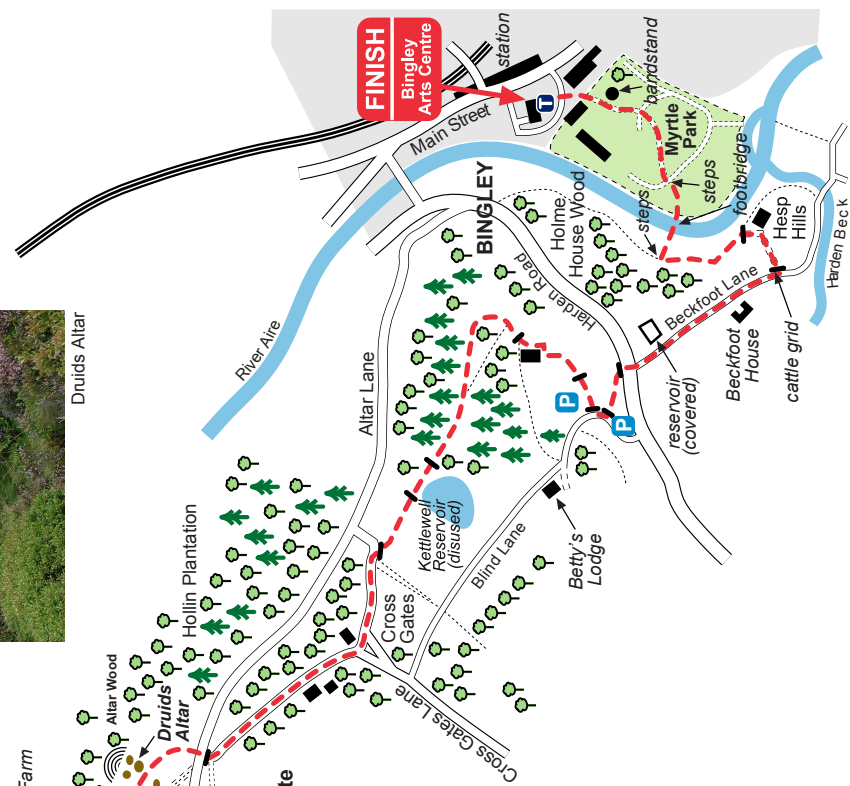 FINISH
Bingley
Arts Centre
station
Main Street
T
bandstand
Myrtle
Park
steps
footbridge
steps
BINGLEY
Holme
House Wood
Hesp
Hills
Harden Beck
Harden Road
Beckfoot Lane
Beckfoot
House
cattle grid
reservoir
(covered)
River Aire
Druids Altar
Altar Lane
P
P
Kettlewell
Reservoir
(disused)
Blind Lane
Betty's
Lodge
Hollin Plantation
Cross
Gates
Cross Gates Lane
Altar Wood
Druids
Altar
Farm
te